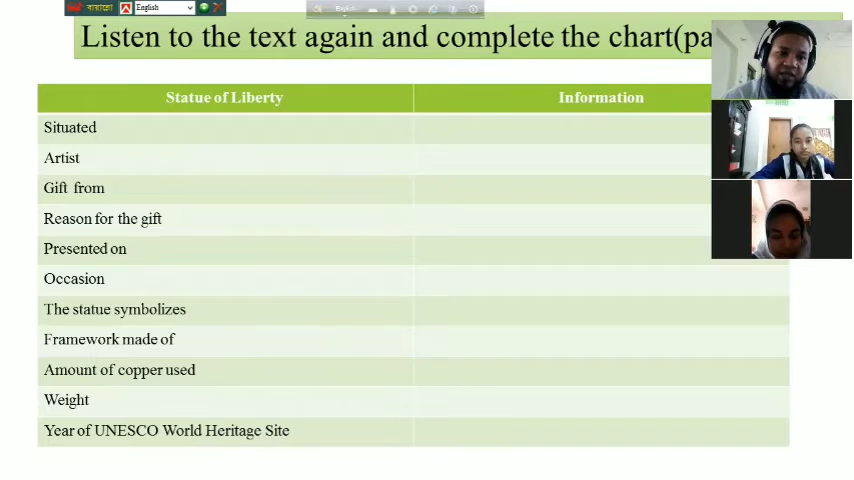 বায়ান্নো
English
English
Listen to the text again and complete the chart(pa
Statue of Liberty
Information
Situated
Artist
Gift from
Reason for the gift
Presented on
Occasion
The statue symbolizes
Framework made of
Amount of copper used
Weight
Year of UNESCO World Heritage Site